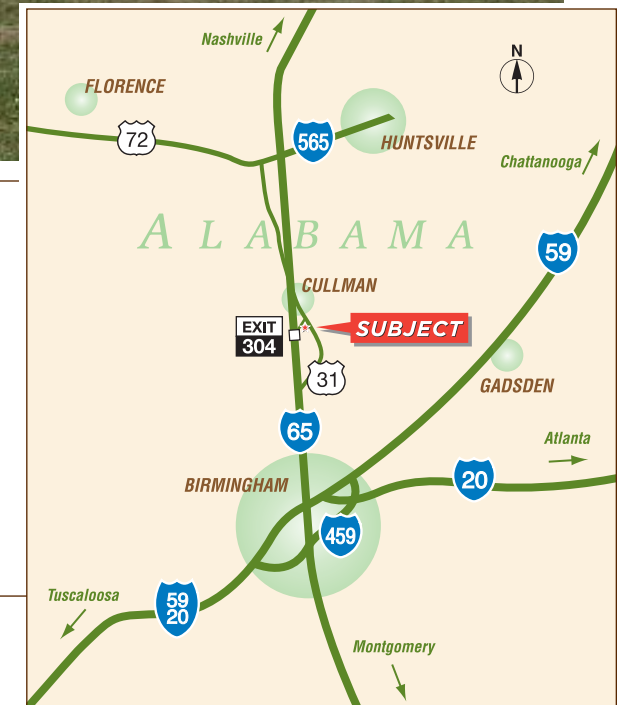 Nashville
N
FLORENCE
72
565
HUNTSVILLE
Chattanooga
ALABAMA
59
CULLMAN
EXIT
304
SUBJECT
31
GADSDEN
65
Atlanta
BIRMINGHAM
20
459
Tuscaloosa
59
20
Montgomery